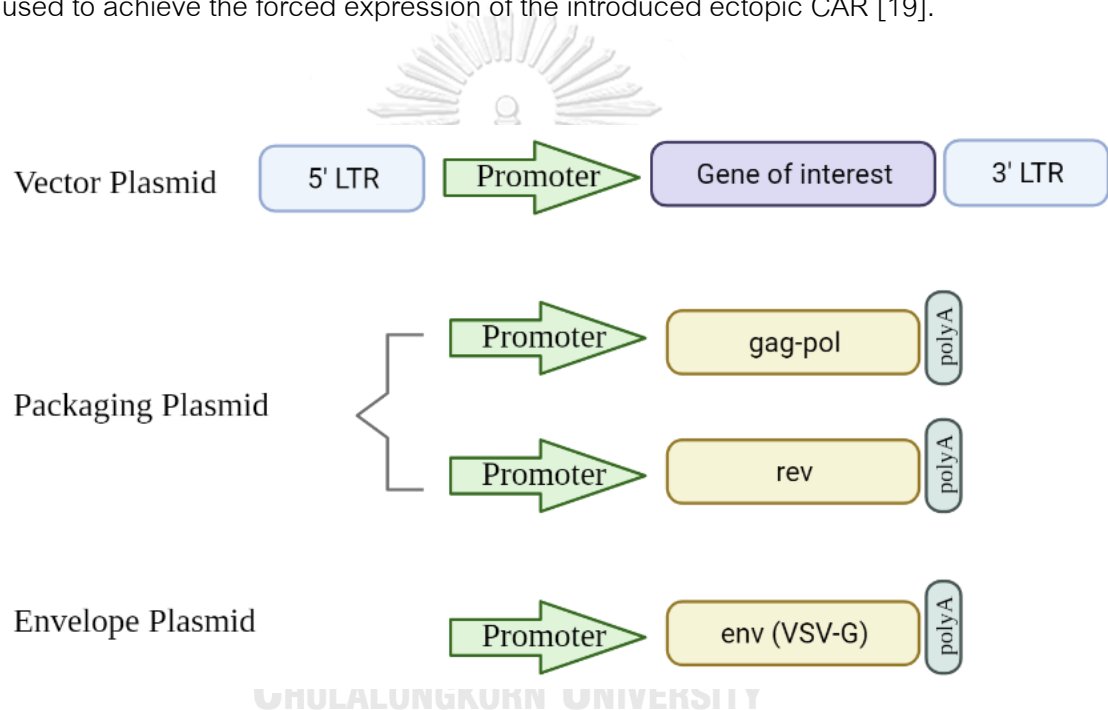 used to achieve the forced expression of the introduced ectopic CAR [19].
Vector Plasmid 5' LTR Promoter Gene of interest 3' LTR
Promoter gag-pol polyA
Packaging Plasmid
Promoter rev polyA
Envelope Plasmid Promoter env (VSV-G) polyA
CHULALONGKORN UNIVERSITY